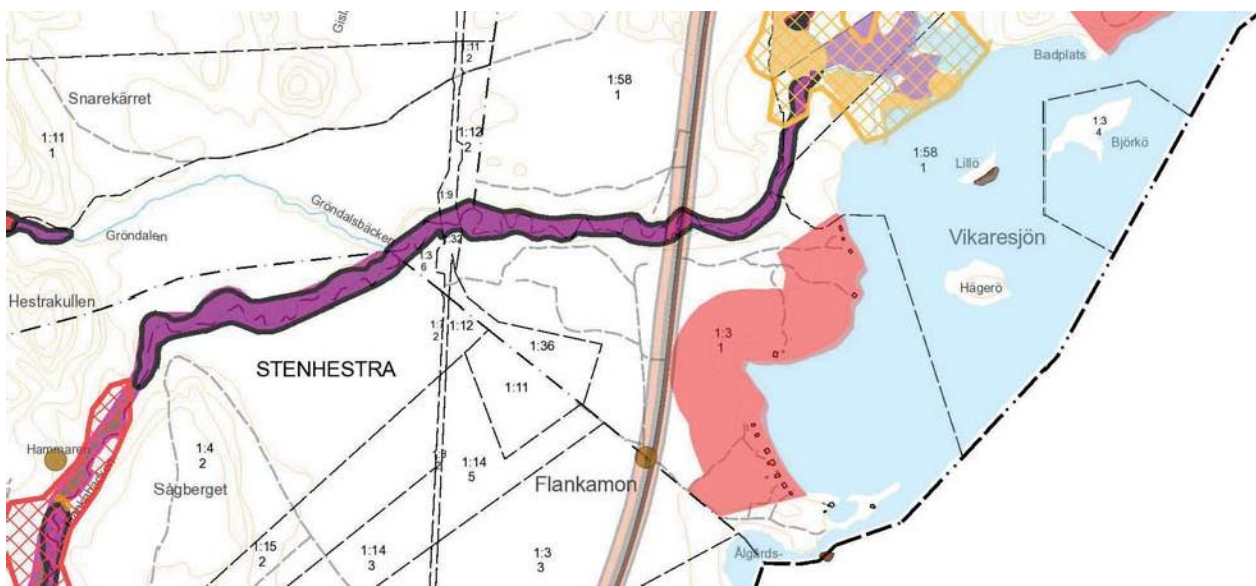 Gisl
1:11
2
Snarekärret
1:58
1
Badplats
1:3
4
Björkö
1:11
1
1:12
2
1:58
1
Lillö
1:9
Gröndalsbäcken
Gröndalen
Vikaresjön
1:3
6
Hägerö
Hestrakullen
2
1:12
1:3
1
1:36
STENHESTRA
1:11
Hammaren
1:4
2
1:14
5
Sågberget
Flankamon
1:15
2
1:14
3
1:3
3
Älgårds-